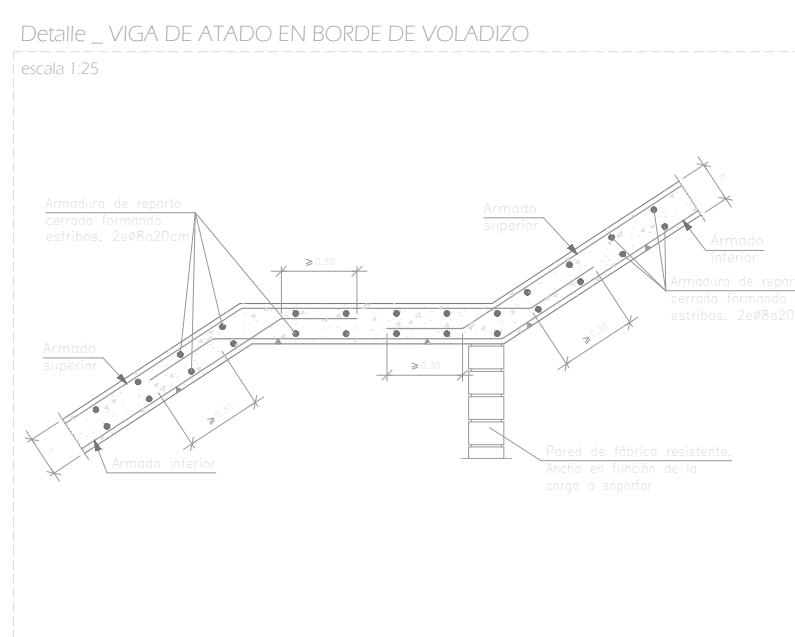 Detalle _ VIGA DE ATADO EN BORDE DE VOLADIZO
escala 1:25
Armadura de reparto
cerrada formando
estribos. 2eø8a20cm
Armado
superior
≥0.30
Armado
inferior
Armadura de repar
cerrada formando
estribos. 2eø8a20
≥0.30
Armado
superior
≥0.30
≥0.30
Armado inferior
Pared de fábrica resistente.
Ancho en función de la
carga a soportar